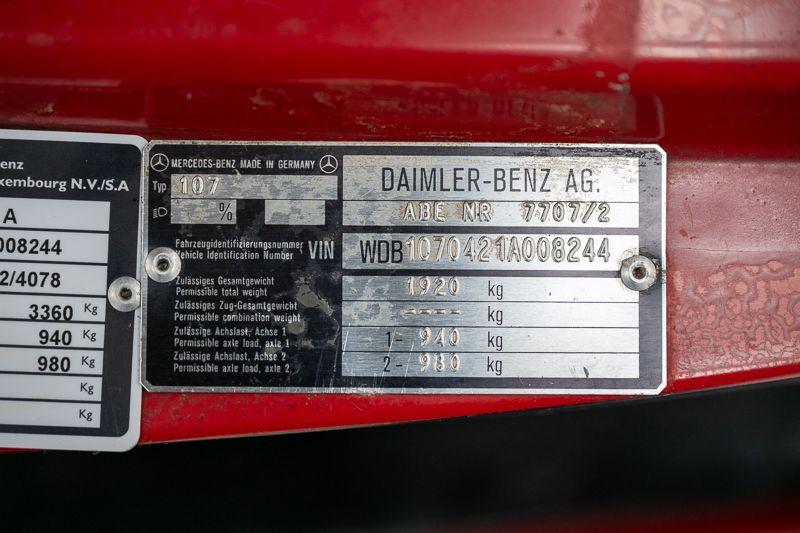 enz
xembourg N.V./S.A
A
008244
2/4078
3360 Kg
940 Kg
980 Kg
Kg
Kg
MERCEDES-BENZ MADE IN GERMANY
Typ 107
%
DAIMLER-BENZ AG.
ABE NR 7707/2
Fahrzeugidentifizierungsnummer
Vehicle Identification Number
VIN WDB1070421A008244
Zulässiges Gesamtgewicht
Permissible total weight
1920 kg
Zulässiges Zug-Gesamtgewicht
Permissible combination weight
---- kg
Zulässige Achslast, Achse 1
Permissible axle load, axle 1
1- 940 kg
Zulässige Achslast, Achse 2
Permissible axle load, axle 2
2- 980 kg